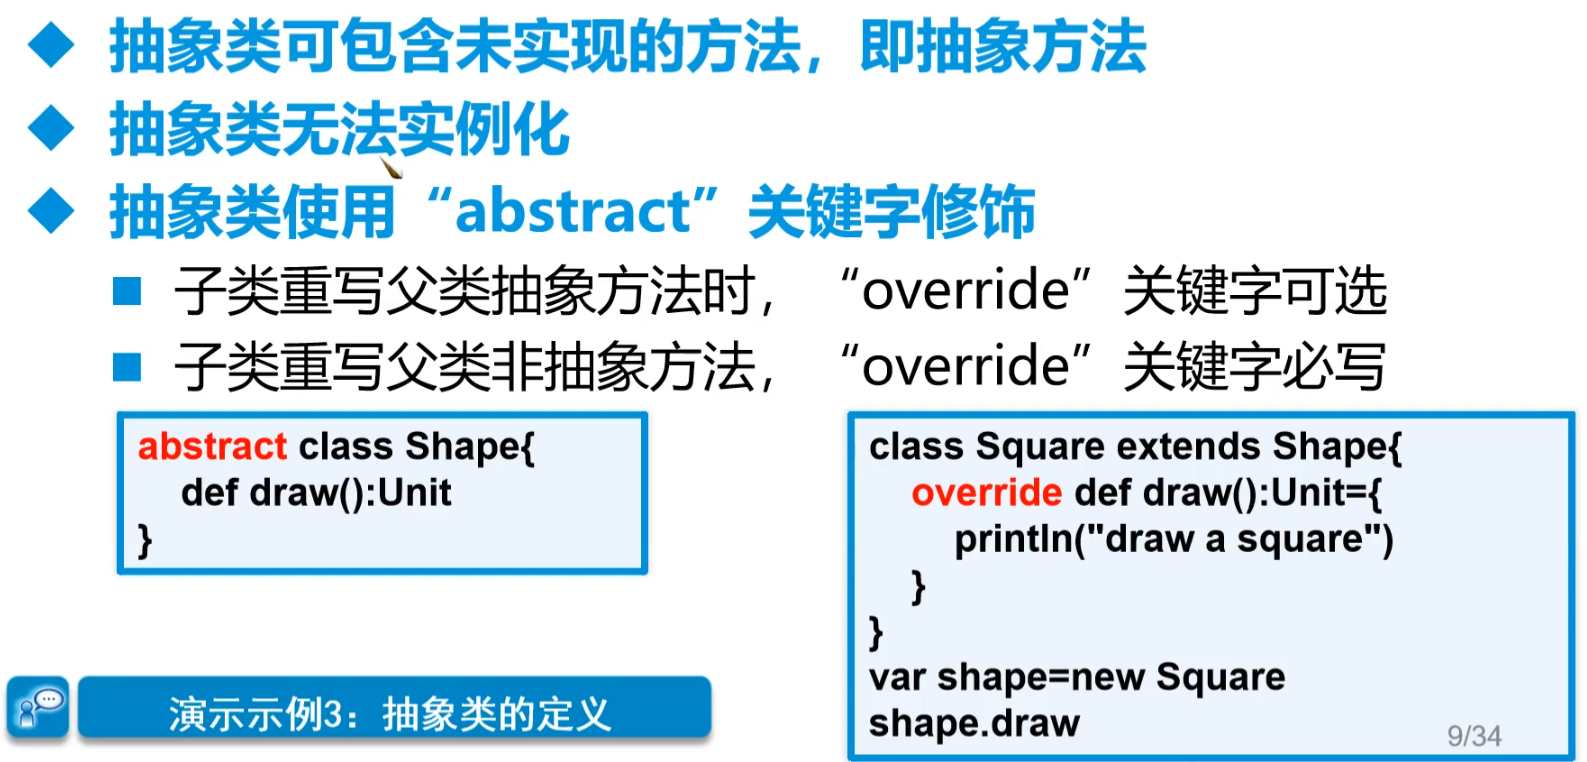 抽象类可包含未实现的方法，即抽象方法
抽象类无法实例化
抽象类使用“abstract”关键字修饰
子类重写父类抽象方法时，“override”关键字可选
子类重写父类非抽象方法，“override”关键字必写
abstract class Shape{
def draw():Unit
}
class Square extends Shape{
override def draw():Unit={
println("draw a square")
}
}
var shape=new Square
shape.draw
演示示例3：抽象类的定义
9/34